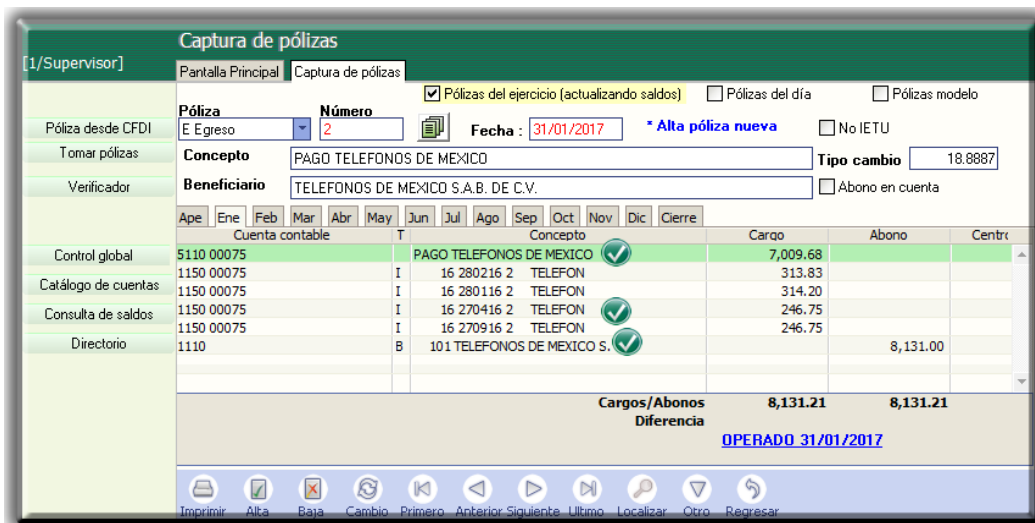 Captura de pólizas
[1/Supervisor]
Pantalla Principal Captura de pólizas
Pólizas del ejercicio (actualizando saldos) Pólizas del día Pólizas modelo
Póliza Número
Póliza desde CFDI E Egreso 2 Fecha : 31/01/2017 * Alta póliza nueva No IETU
Tomar pólizas Concepto PAGO TELEFONOS DE MEXICO Tipo cambio 18.8887
Verificador Beneficiario TELEFONOS DE MEXICO S.A.B. DE C.V. Abono en cuenta
Ape Ene Feb Mar Abr May Jun Jul Ago Sep Oct Nov Dic Cierre
Cuenta contable T Concepto Cargo Abono Centro
Control global 5110 00075 PAGO TELEFONOS DE MEXICO 7,009.68
1150 00075 I 16 280216 2 TELEFON 313.83
Catálogo de cuentas 1150 00075 I 16 280116 2 TELEFON 314.20
Consulta de saldos 1150 00075 I 16 270416 2 TELEFON 246.75
1150 00075 I 16 270916 2 TELEFON 246.75
Directorio 1110 B 101 TELEFONOS DE MEXICO S. 8,131.00
Cargos/Abonos 8,131.21 8,131.21
Diferencia
OPERADO 31/01/2017
Imprimir Alta Baja Cambio Primero Anterior Siguiente Ultimo Localizar Otro Regresar